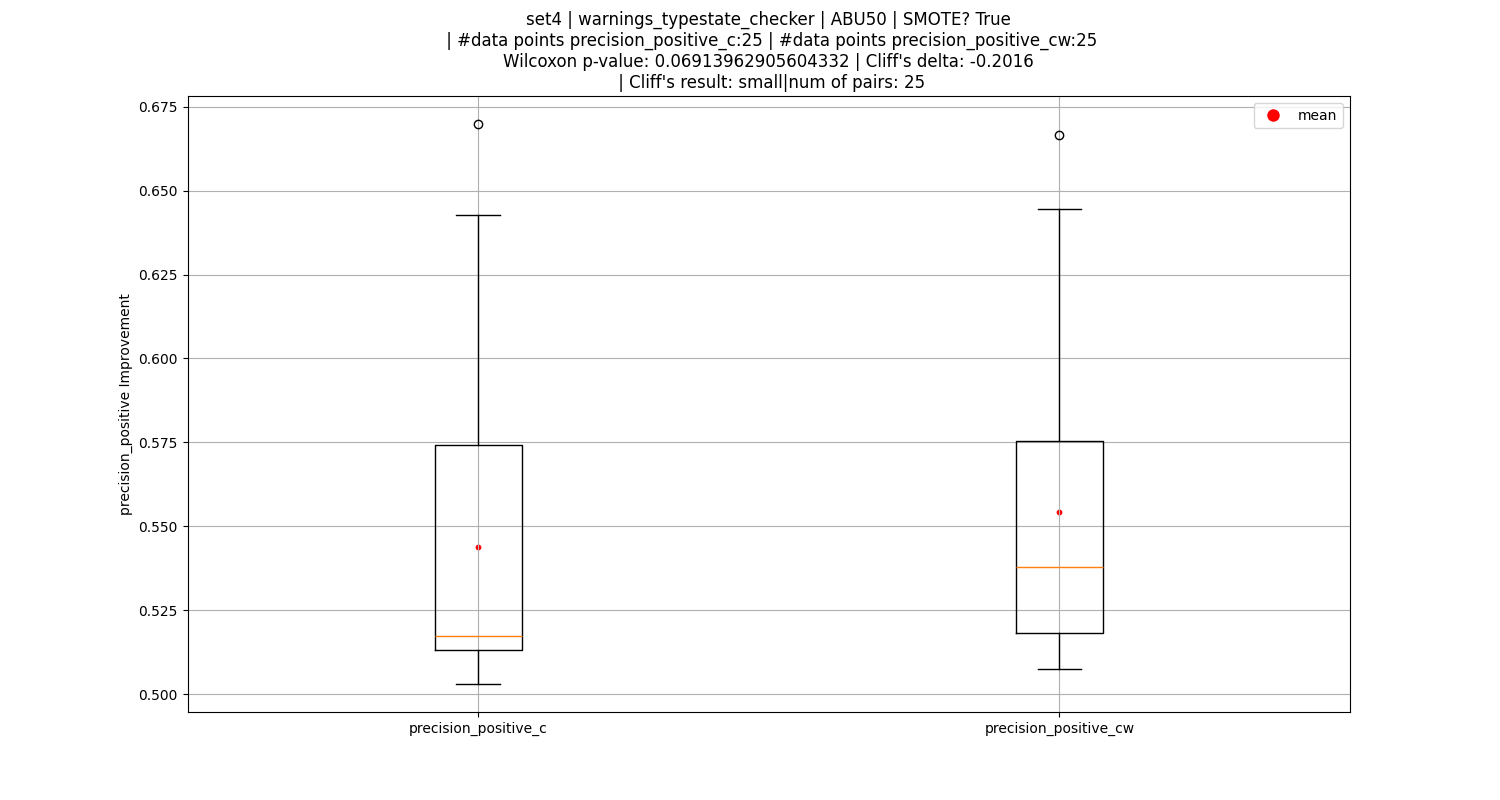 set4 | warnings_typestate_checker | ABU50 | SMOTE? True
| #data points precision_positive_c:25 | #data points precision_positive_cw:25
Wilcoxon p-value: 0.06913962905604332 | Cliff's delta: -0.2016
| Cliff's result: small|num of pairs: 25
mean
0.675
0.650
0.625
0.600
0.575
0.550
0.525
0.500
precision_positive Improvement
precision_positive_c
precision_positive_cw